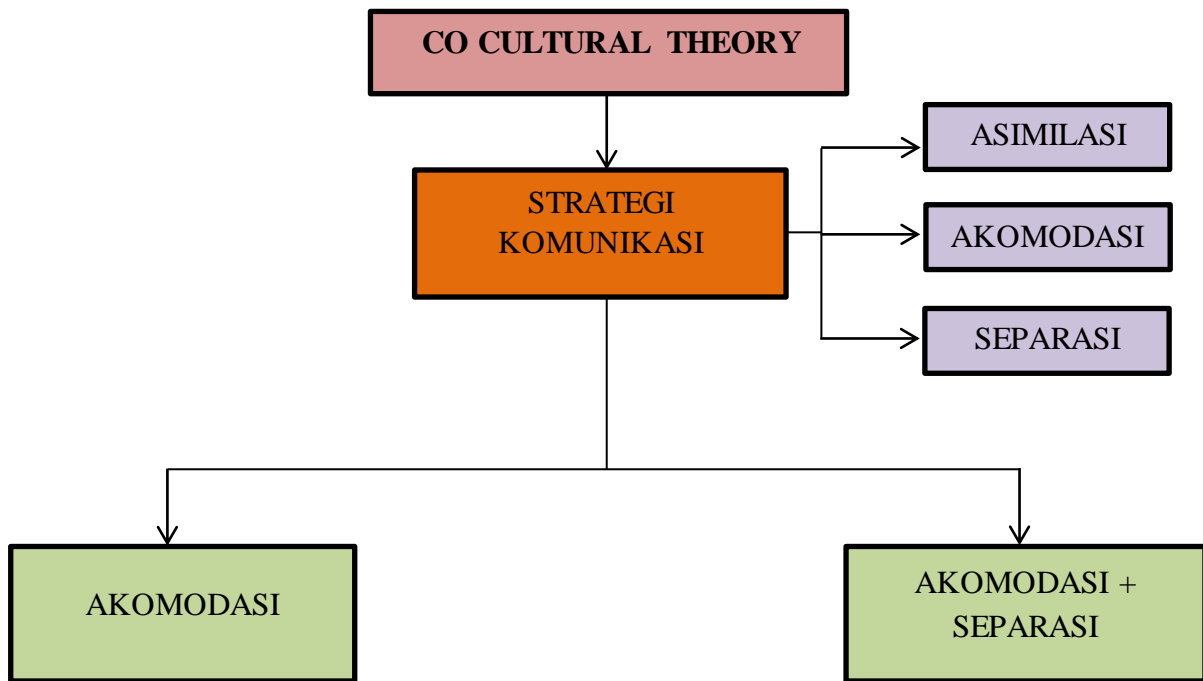 CO CULTURAL THEORY
ASIMILASI
STRATEGI
KOMUNIKASI
AKOMODASI
SEPARASI
AKOMODASI
AKOMODASI +
SEPARASI